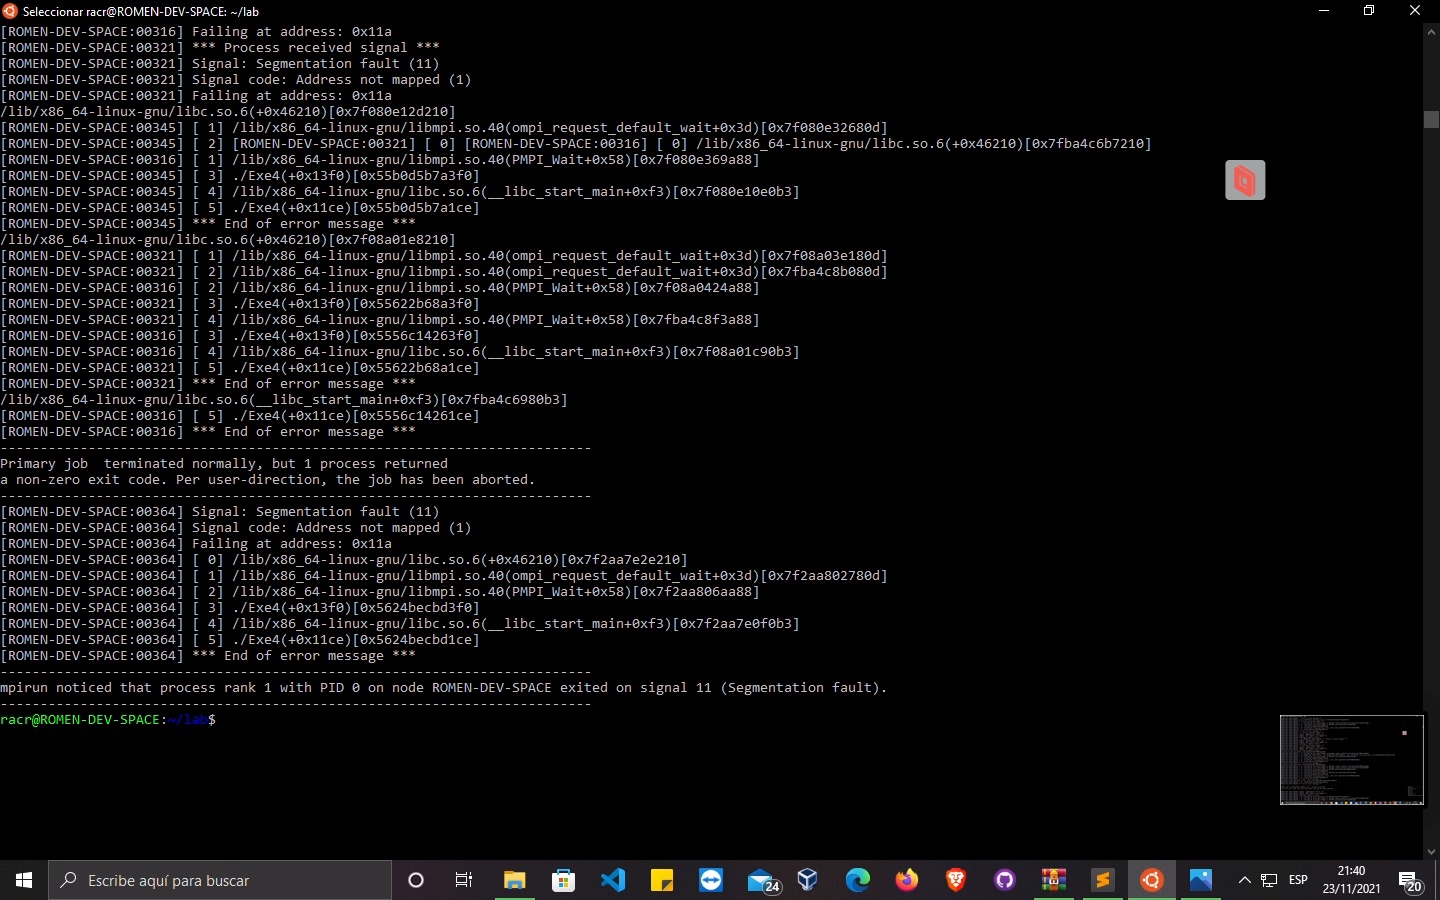 Seleccionar racr@ROMEN-DEV-SPACE: ~/lab
[ROMEN-DEV-SPACE:00316] Failing at address: 0x11a
[ROMEN-DEV-SPACE:00321] *** Process received signal ***
[ROMEN-DEV-SPACE:00321] Signal: Segmentation fault (11)
[ROMEN-DEV-SPACE:00321] Signal code: Address not mapped (1)
[ROMEN-DEV-SPACE:00321] Failing at address: 0x11a
/lib/x86_64-linux-gnu/libc.so.6(+0x46210)[0x7f080e12d210]
[ROMEN-DEV-SPACE:00345] [ 1] /lib/x86_64-linux-gnu/libmpi.so.40(ompi_request_default_wait+0x3d)[0x7f080e32680d]
[ROMEN-DEV-SPACE:00345] [ 2] [ROMEN-DEV-SPACE:00321] [ 0] [ROMEN-DEV-SPACE:00316] [ 0] /lib/x86_64-linux-gnu/libc.so.6(+0x46210)[0x7fba4c6b7210]
[ROMEN-DEV-SPACE:00316] [ 1] /lib/x86_64-linux-gnu/libmpi.so.40(PMPI_Wait+0x58)[0x7f080e369a88]
[ROMEN-DEV-SPACE:00345] [ 3] ./Exe4(+0x13f0)[0x55b0d5b7a3f0]
[ROMEN-DEV-SPACE:00345] [ 4] /lib/x86_64-linux-gnu/libc.so.6(__libc_start_main+0xf3)[0x7f080e10e0b3]
[ROMEN-DEV-SPACE:00345] [ 5] ./Exe4(+0x11ce)[0x55b0d5b7a1ce]
[ROMEN-DEV-SPACE:00345] *** End of error message ***
/lib/x86_64-linux-gnu/libc.so.6(+0x46210)[0x7f08a01e8210]
[ROMEN-DEV-SPACE:00321] [ 1] /lib/x86_64-linux-gnu/libmpi.so.40(ompi_request_default_wait+0x3d)[0x7f08a03e180d]
[ROMEN-DEV-SPACE:00321] [ 2] /lib/x86_64-linux-gnu/libmpi.so.40(ompi_request_default_wait+0x3d)[0x7fba4c8b080d]
[ROMEN-DEV-SPACE:00316] [ 2] /lib/x86_64-linux-gnu/libmpi.so.40(PMPI_Wait+0x58)[0x7f08a0424a88]
[ROMEN-DEV-SPACE:00321] [ 3] ./Exe4(+0x13f0)[0x55622b68a3f0]
[ROMEN-DEV-SPACE:00321] [ 4] /lib/x86_64-linux-gnu/libmpi.so.40(PMPI_Wait+0x58)[0x7fba4c8f3a88]
[ROMEN-DEV-SPACE:00316] [ 3] ./Exe4(+0x13f0)[0x5556c14263f0]
[ROMEN-DEV-SPACE:00316] [ 4] /lib/x86_64-linux-gnu/libc.so.6(__libc_start_main+0xf3)[0x7f08a01c90b3]
[ROMEN-DEV-SPACE:00321] [ 5] ./Exe4(+0x11ce)[0x55622b68a1ce]
[ROMEN-DEV-SPACE:00321] *** End of error message ***
/lib/x86_64-linux-gnu/libc.so.6(__libc_start_main+0xf3)[0x7fba4c6980b3]
[ROMEN-DEV-SPACE:00316] [ 5] ./Exe4(+0x11ce)[0x5556c14261ce]
[ROMEN-DEV-SPACE:00316] *** End of error message ***
--------------------------------------------------------------------------
Primary job  terminated normally, but 1 process returned
a non-zero exit code. Per user-direction, the job has been aborted.
--------------------------------------------------------------------------
[ROMEN-DEV-SPACE:00364] Signal: Segmentation fault (11)
[ROMEN-DEV-SPACE:00364] Signal code: Address not mapped (1)
[ROMEN-DEV-SPACE:00364] Failing at address: 0x11a
[ROMEN-DEV-SPACE:00364] [ 0] /lib/x86_64-linux-gnu/libc.so.6(+0x46210)[0x7f2aa7e2e210]
[ROMEN-DEV-SPACE:00364] [ 1] /lib/x86_64-linux-gnu/libmpi.so.40(ompi_request_default_wait+0x3d)[0x7f2aa802780d]
[ROMEN-DEV-SPACE:00364] [ 2] /lib/x86_64-linux-gnu/libmpi.so.40(PMPI_Wait+0x58)[0x7f2aa806aa88]
[ROMEN-DEV-SPACE:00364] [ 3] ./Exe4(+0x13f0)[0x5624becbd3f0]
[ROMEN-DEV-SPACE:00364] [ 4] /lib/x86_64-linux-gnu/libc.so.6(__libc_start_main+0xf3)[0x7f2aa7e0f0b3]
[ROMEN-DEV-SPACE:00364] [ 5] ./Exe4(+0x11ce)[0x5624becbd1ce]
[ROMEN-DEV-SPACE:00364] *** End of error message ***
--------------------------------------------------------------------------
mpirun noticed that process rank 1 with PID 0 on node ROMEN-DEV-SPACE exited on signal 11 (Segmentation fault).
--------------------------------------------------------------------------
racr@ROMEN-DEV-SPACE:~/lab$
Escribe aquí para buscar
24
ESP
21:40
23/11/2021
20